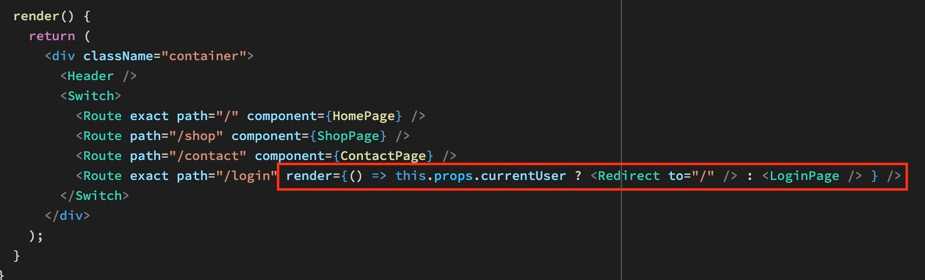 render() {
return (
<div className="container">
<Header />
<Switch>
<Route exact path="/" component={HomePage} />
<Route path="/shop" component={ShopPage} />
<Route path="/contact" component={ContactPage} />
<Route exact path="/login" render={() => this.props.currentUser ? <Redirect to="/" /> : <LoginPage /> } />
</Switch>
</div>
);
}
}